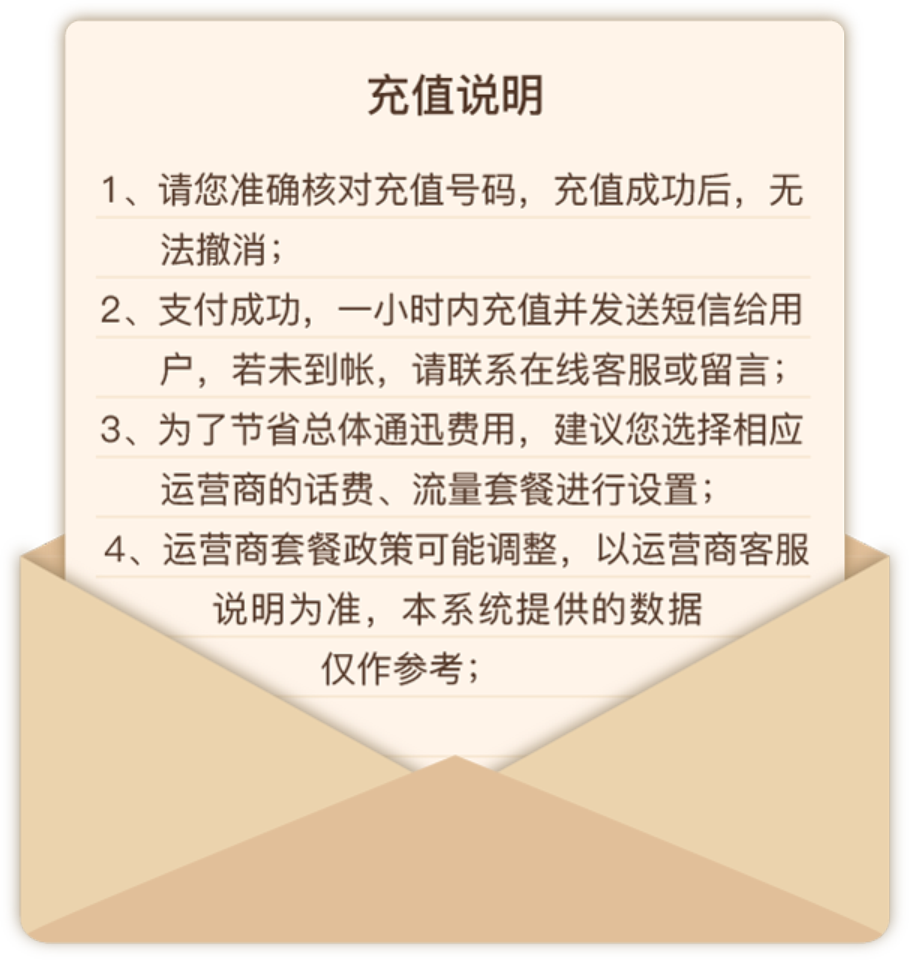 充值说明
1、请您准确核对充值号码，充值成功后，无
法撤消；
2、支付成功，一小时内充值并发送短信给用
户，若未到帐，请联系在线客服或留言；
3、为了节省总体通迅费用，建议您选择相应
运营商的话费、流量套餐进行设置；
4、运营商套餐政策可能调整，以运营商客服
说明为准，本系统提供的数据
仅作参考；